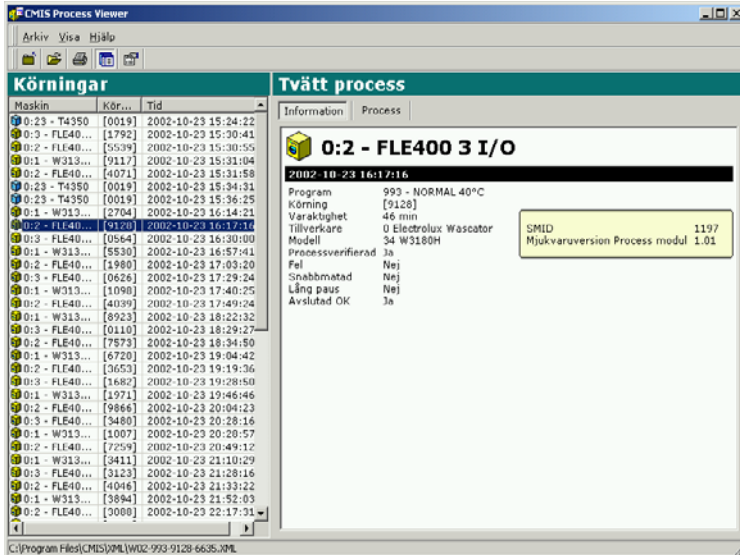 CMIS Process Viewer
Arkiv Visa Hjälp
Körningar
Tvätt process
Maskin Kör... Tid
0:23 - T4350 [0019] 2002-10-23 15:24:22
0:3 - FLE40... [1792] 2002-10-23 15:30:41
0:2 - FLE40... [5539] 2002-10-23 15:30:55
0:1 - W313... [9117] 2002-10-23 15:31:04
0:2 - FLE40... [4071] 2002-10-23 15:31:58
0:23 - T4350 [0019] 2002-10-23 15:34:31
0:23 - T4350 [0019] 2002-10-23 15:36:25
0:1 - W313... [2704] 2002-10-23 16:14:21
0:2 - FLE40... [9128] 2002-10-23 16:17:16
0:3 - FLE40... [0564] 2002-10-23 16:30:00
0:1 - W313... [5530] 2002-10-23 16:57:41
0:2 - FLE40... [1980] 2002-10-23 17:03:20
0:3 - FLE40... [0626] 2002-10-23 17:29:24
0:1 - W313... [1098] 2002-10-23 17:40:25
0:2 - FLE40... [4039] 2002-10-23 17:49:24
0:1 - W313... [8923] 2002-10-23 18:22:32
0:3 - FLE40... [0110] 2002-10-23 18:29:27
0:2 - FLE40... [7573] 2002-10-23 18:34:50
0:1 - W313... [6720] 2002-10-23 19:04:42
0:2 - FLE40... [3653] 2002-10-23 19:19:36
0:3 - FLE40... [1682] 2002-10-23 19:28:50
0:1 - W313... [1971] 2002-10-23 19:46:46
0:2 - FLE40... [9866] 2002-10-23 20:04:23
0:3 - FLE40... [3480] 2002-10-23 20:28:16
0:1 - W313... [1007] 2002-10-23 20:28:57
0:2 - FLE40... [7259] 2002-10-23 20:49:12
0:1 - W313... [3411] 2002-10-23 21:10:29
0:3 - FLE40... [3123] 2002-10-23 21:28:16
0:2 - FLE40... [4046] 2002-10-23 21:33:22
0:1 - W313... [3894] 2002-10-23 21:52:03
0:2 - FLE40... [3088] 2002-10-23 22:17:31
Information Process
0:2 - FLE400 3 I/O
2002-10-23 16:17:16
Program 993 - NORMAL 40°C
Körning [9128]
Varaktighet 46 min
Tillverkare 0 Electrolux Wascator
Modell 34 W3180H
Processverifierad Ja
Fel Nej
Snabbmatad Nej
Lång paus Nej
Avslutad OK Ja
SMID 1197
Mjukvaruversion Process modul 1.01
C:\Program Files\CMIS\XML\W02-993-9128-6635.XML